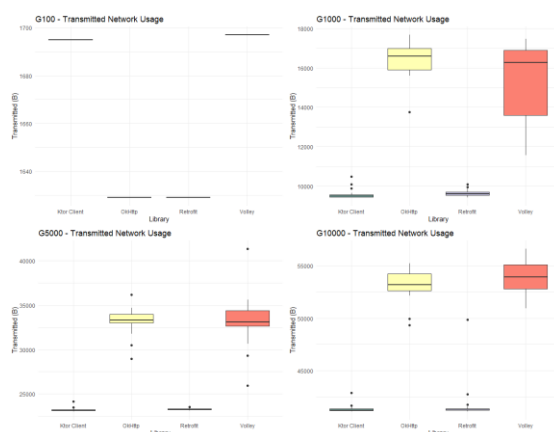 G100 - Transmitted Network Usage
1700
1680
1660
1640
Transmitted (B)
Ktor Client OkHttp Retrofit Volley
Library
G1000 - Transmitted Network Usage
18000
16000
14000
12000
10000
Transmitted (B)
Ktor Client OkHttp Retrofit Volley
Library
G5000 - Transmitted Network Usage
40000
35000
30000
25000
Transmitted (B)
Ktor Client OkHttp Retrofit Volley
Library
G10000 - Transmitted Network Usage
55000
50000
45000
Transmitted (B)
Ktor Client OkHttp Retrofit Volley
Library